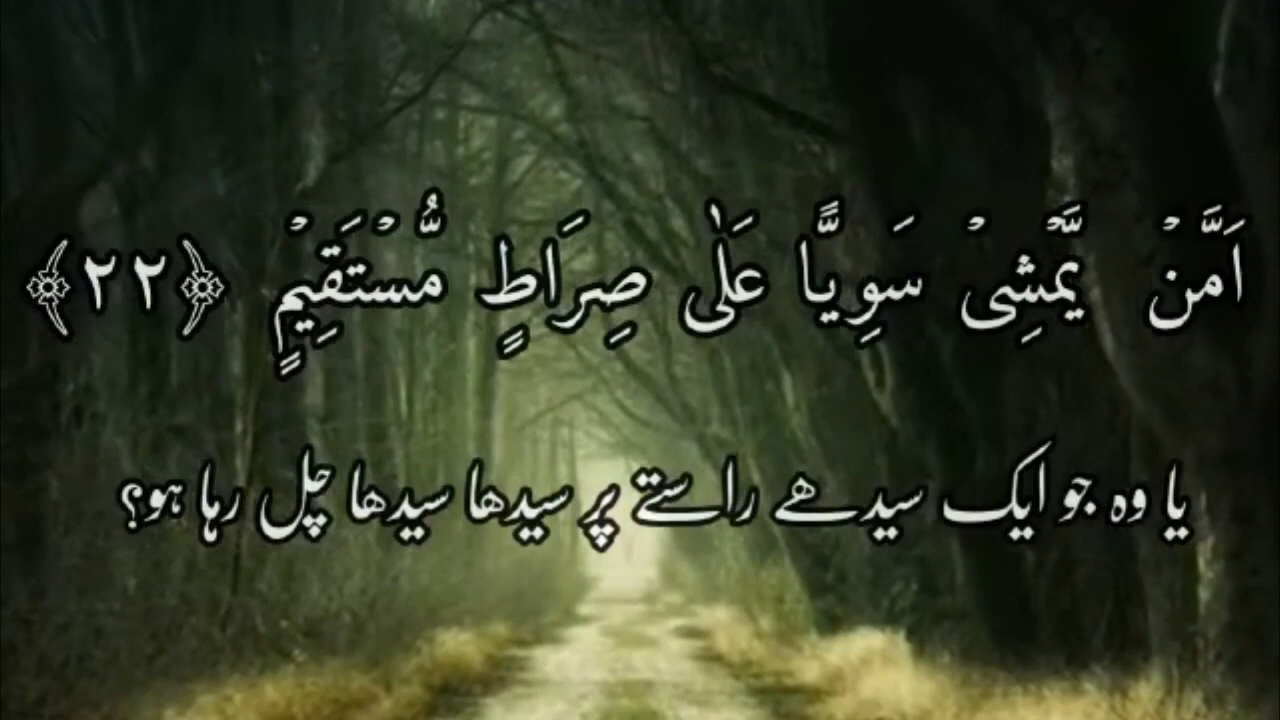 اَمَّنْ يَّمْشِىْ سَوِيًّا عَلٰى صِرَاطٍ مُّسْتَقِيْمٍ ﴿۲۲﴾
یا وہ جو ایک سیدھے راستے پر سیدھا سیدھا چل رہا ہو؟